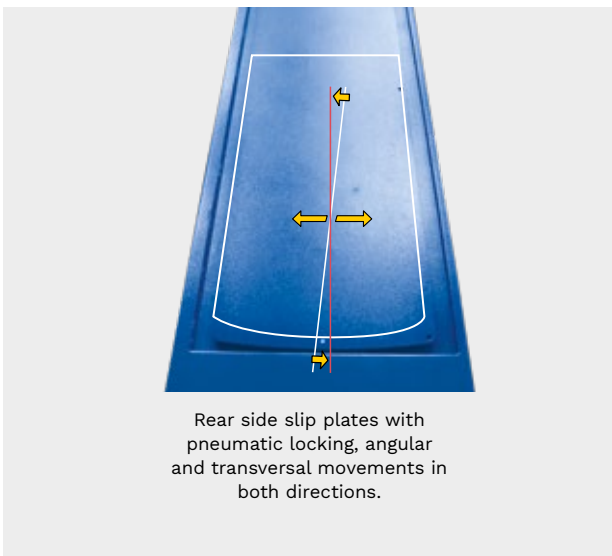 Rear side slip plates with
pneumatic locking, angular
and transversal movements in
both directions.